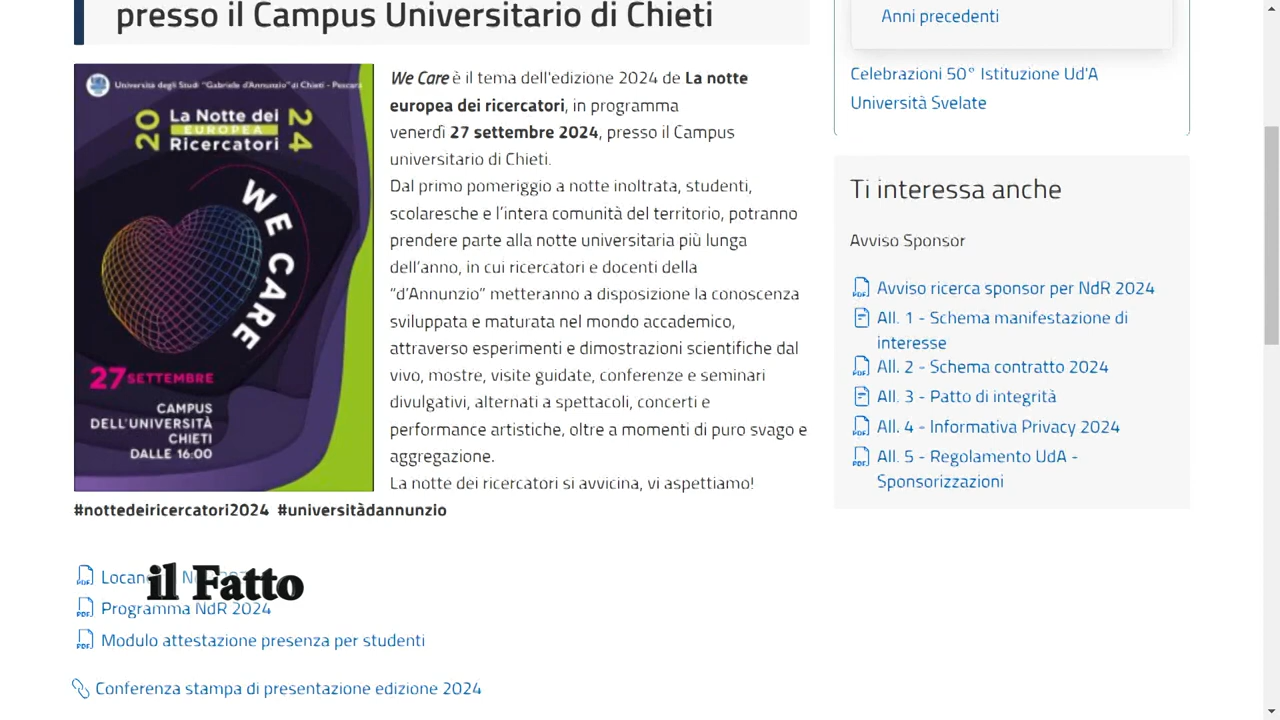 presso il Campus Universitario di Chieti
Università degli Studi "Gabriele d'Annunzio" di Chieti - Pescara
20
La Notte dei
EUROPEA
Ricercatori
24
WE CARE
27 SETTEMBRE
CAMPUS
DELL'UNIVERSITÀ
CHIETI
DALLE 16:00
We Care è il tema dell'edizione 2024 de La notte
europea dei ricercatori, in programma
venerdì 27 settembre 2024, presso il Campus
universitario di Chieti.
Dal primo pomeriggio a notte inoltrata, studenti,
scolaresche e l'intera comunità del territorio, potranno
prendere parte alla notte universitaria più lunga
dell'anno, in cui ricercatori e docenti della
"d'Annunzio" metteranno a disposizione la conoscenza
sviluppata e maturata nel mondo accademico,
attraverso esperimenti e dimostrazioni scientifiche dal
vivo, mostre, visite guidate, conferenze e seminari
divulgativi, alternati a spettacoli, concerti e
performance artistiche, oltre a momenti di puro svago e
aggregazione.
La notte dei ricercatori si avvicina, vi aspettiamo!
#nottedeiricercatori2024 #universitàdannunzio
il Fatto
Programma NdR 2024
Modulo attestazione presenza per studenti
Conferenza stampa di presentazione edizione 2024
Anni precedenti
Celebrazioni 50° Istituzione Ud'A
Università Svelate
Ti interessa anche
Avviso Sponsor
Avviso ricerca sponsor per NdR 2024
All. 1 - Schema manifestazione di
interesse
All. 2 - Schema contratto 2024
All. 3 - Patto di integrità
All. 4 - Informativa Privacy 2024
All. 5 - Regolamento UdA -
Sponsorizzazioni